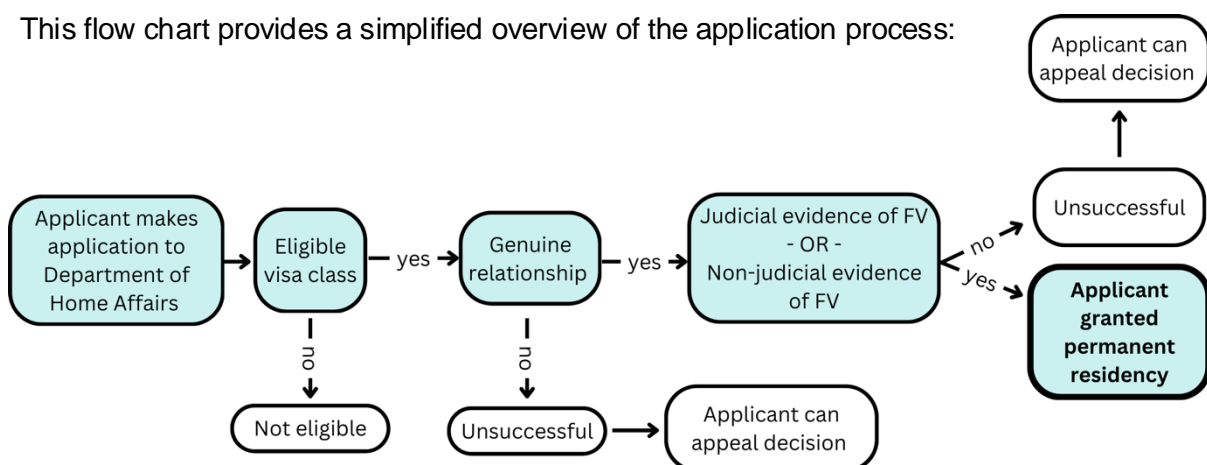 This flow chart provides a simplified overview of the application process:
Applicant can
appeal decision
Applicant makes
application to
Department of
Home Affairs
Eligible
visa class
yes
Genuine
relationship
yes
Judicial evidence of FV
- OR -
Non-judicial evidence
of FV
no
Unsuccessful
yes
Applicant
granted
permanent
residency
no
Not eligible
no
Unsuccessful
Applicant can
appeal decision